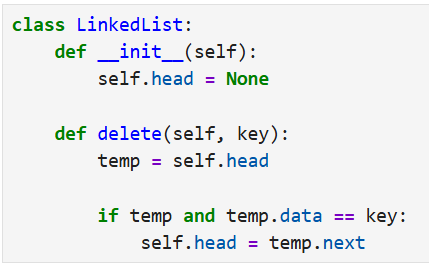 class LinkedList:
    def __init__(self):
        self.head = None

    def delete(self, key):
        temp = self.head

        if temp and temp.data == key:
            self.head = temp.next